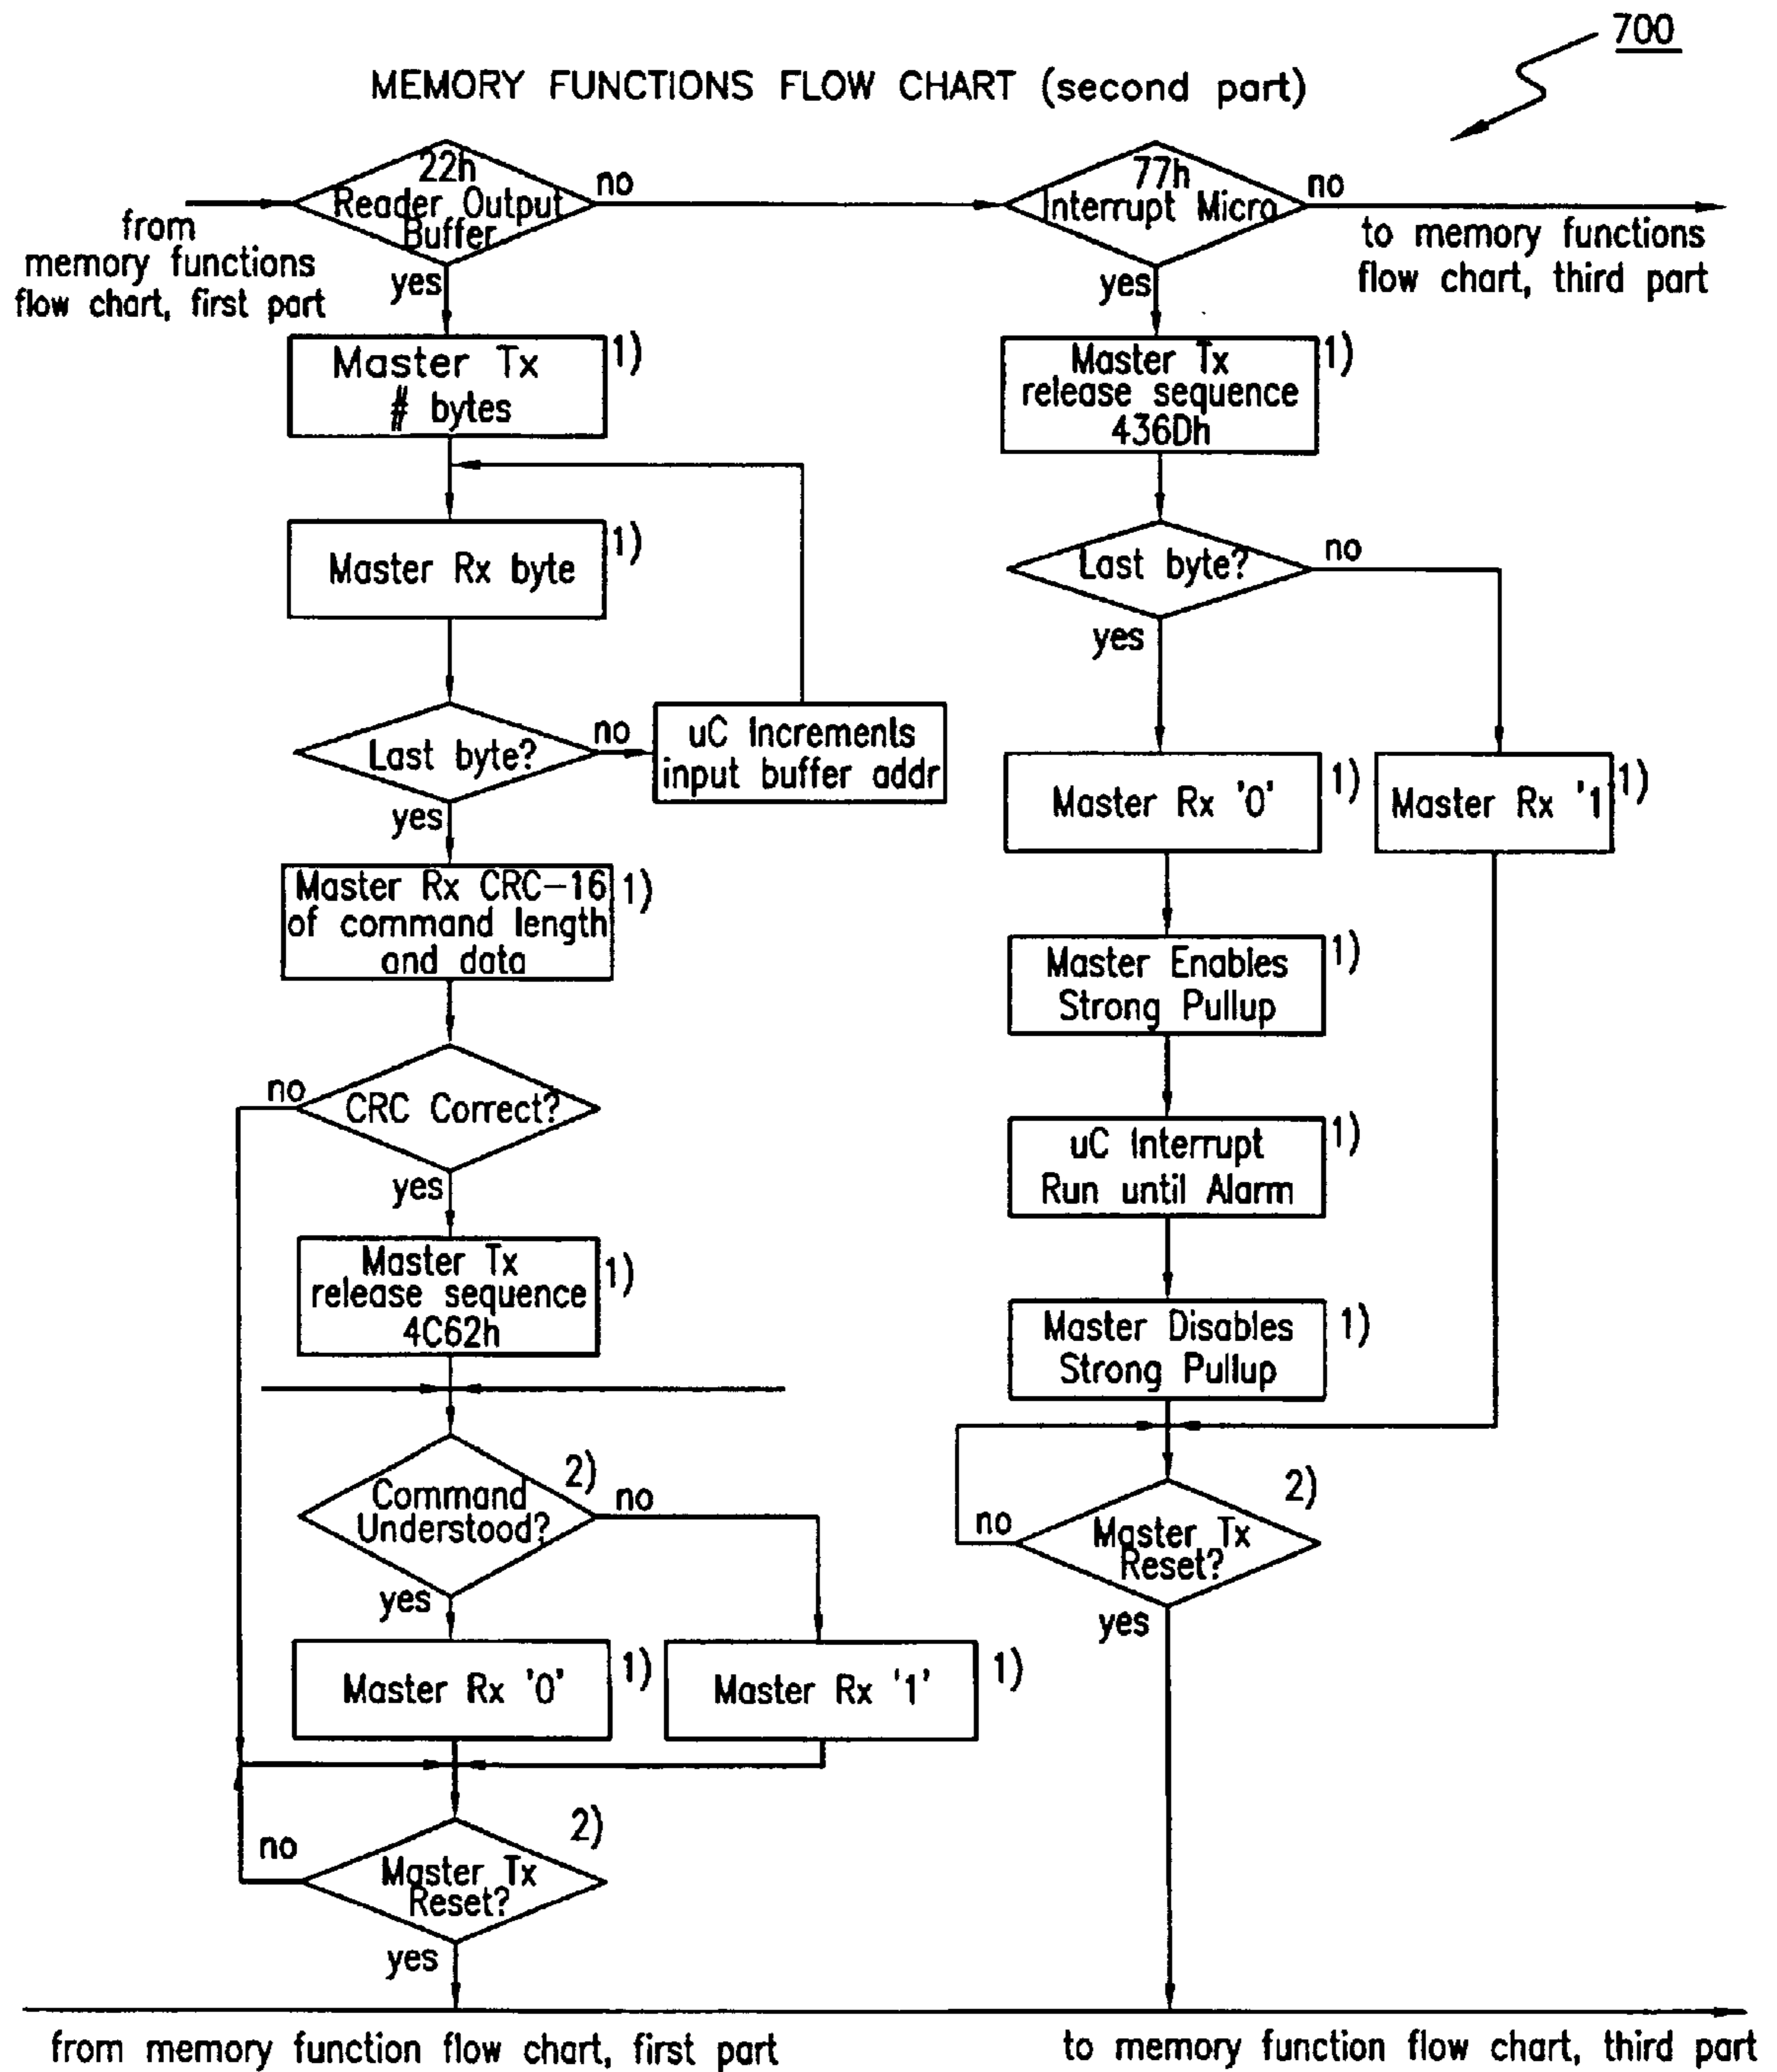 700
MEMORY FUNCTIONS FLOW CHART (second part)
22h
Reader Output
Buffer
no
yes
from
memory functions
flow chart, first part
77h
Interrupt Micro
no
yes
to memory functions
flow chart, third part
Master Tx
# bytes
1)
Master Rx byte
1)
Last byte?
no
yes
uC Increments
input buffer addr
Master Rx CRC-16
of command length
and data
1)
CRC Correct?
no
yes
Master Tx
release sequence
4C62h
1)
Command
Understood?
2)
no
yes
Master Rx '0'
1)
Master Rx '1'
1)
Master Tx
Reset?
2)
no
yes
Master Tx
release sequence
436Dh
1)
Last byte?
no
yes
Master Rx '0'
1)
Master Rx '1
1)
Master Enables
Strong Pullup
1)
uC Interrupt
Run until Alarm
1)
Master Disables
Strong Pullup
1)
Master Tx
Reset?
2)
no
yes
from memory function flow chart, first part
to memory function flow chart, third part